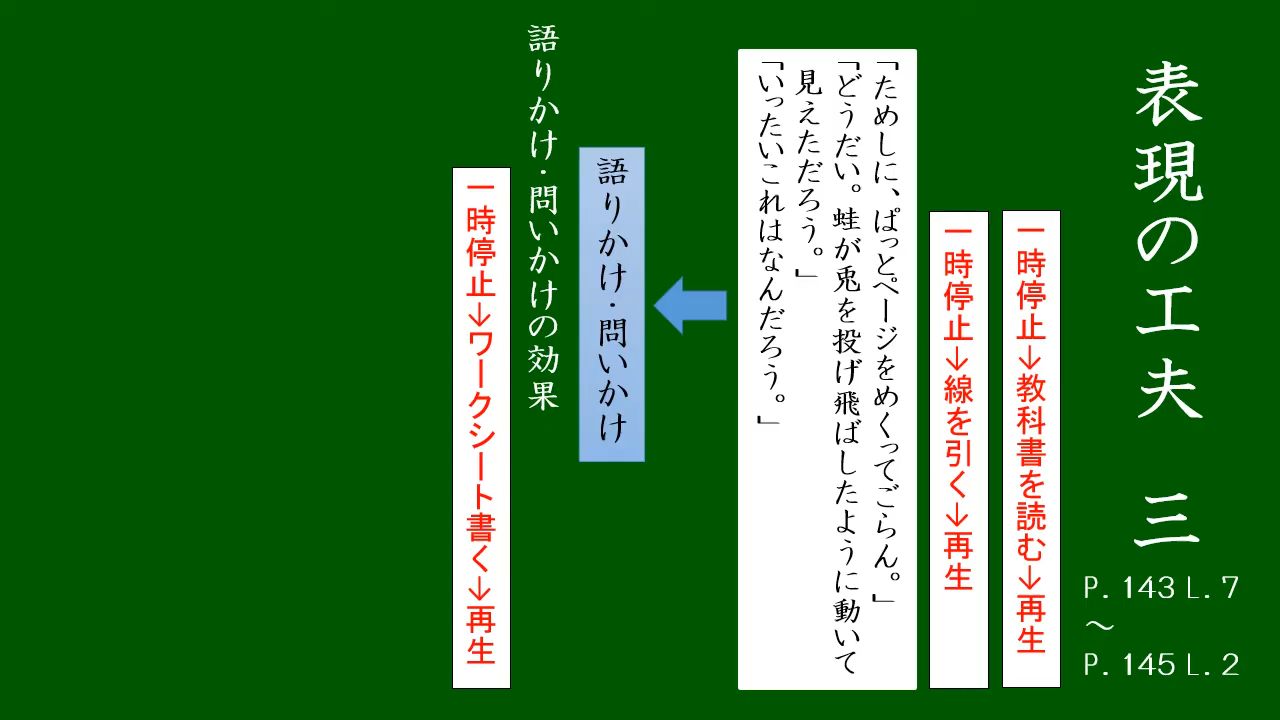 表現の工夫　三
P.143 L.7
～
P.145 L.2
一時停止→教科書を読む→再生
一時停止→線を引く→再生
「ためしに、ぱっとページをめくってごらん。」
「どうだい。蛙が兎を投げ飛ばしたように動いて
見えただろう。」
「いったいこれはなんだろう。」
語りかけ・問いかけ
語りかけ・問いかけの効果
一時停止→ワークシート書く→再生